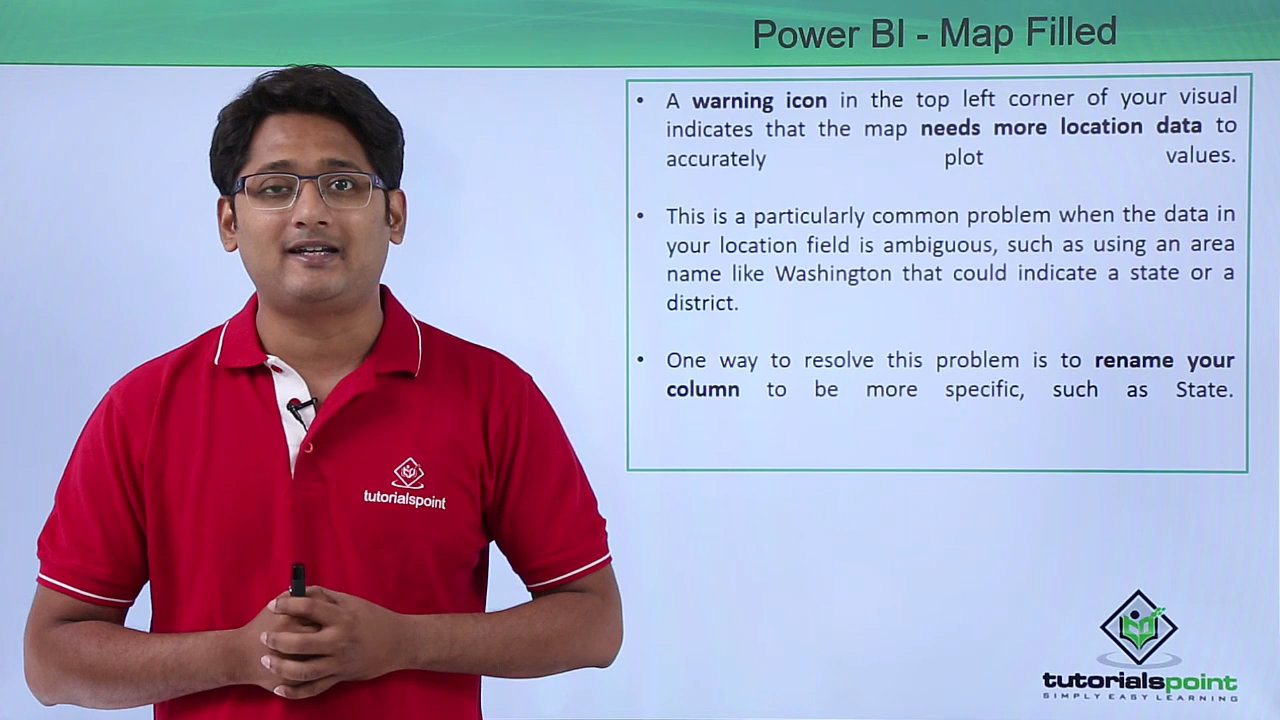 Power BI - Map Filled
• A warning icon in the top left corner of your visual
indicates that the map needs more location data to
accurately plot values.
• This is a particularly common problem when the data in
your location field is ambiguous, such as using an area
name like Washington that could indicate a state or a
district.
• One way to resolve this problem is to rename your
column to be more specific, such as State.
tutorialspoint
tutorialspoint
SIMPLY EASY LEARNING